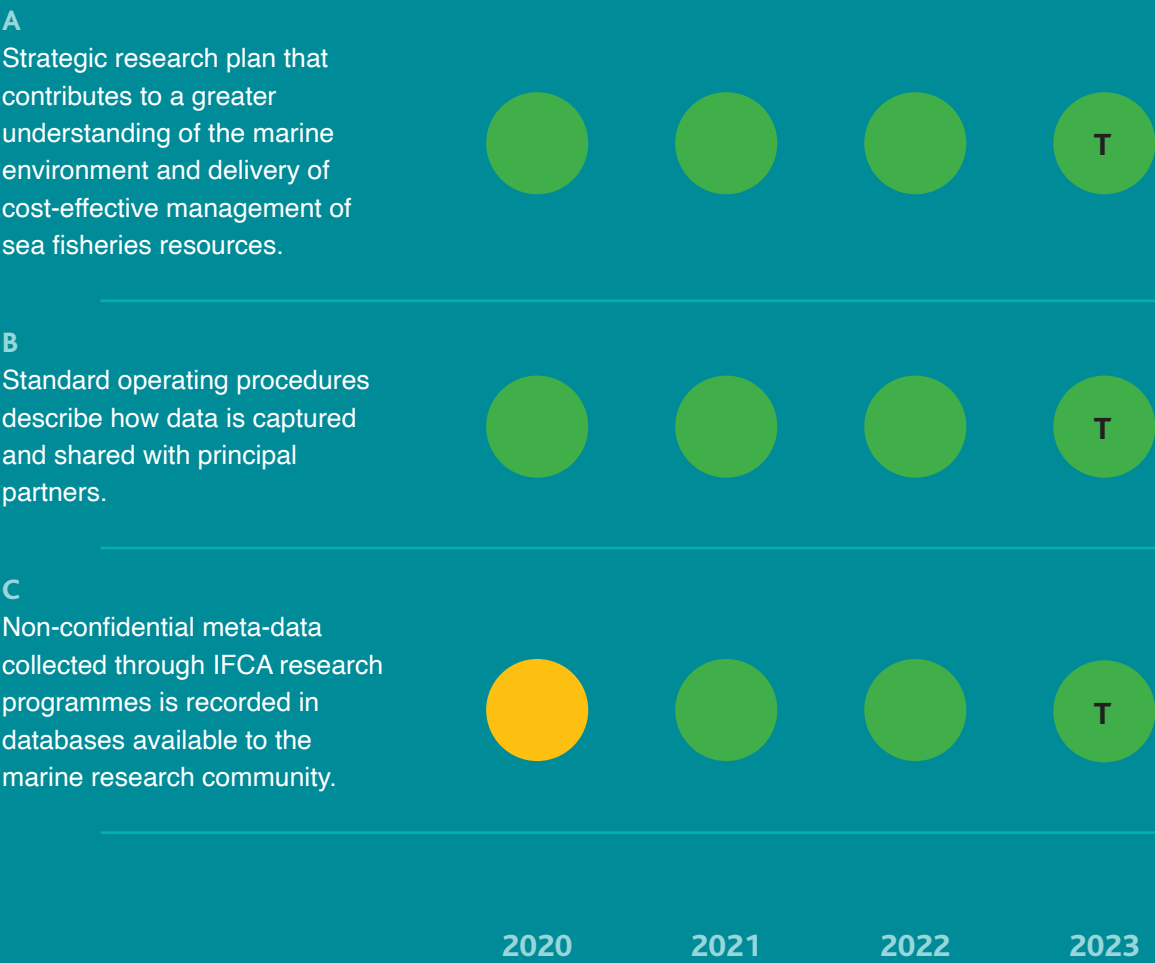 A
Strategic research plan that
contributes to a greater
understanding of the marine
environment and delivery of
cost-effective management of
sea fisheries resources.
T
B
Standard operating procedures
describe how data is captured
and shared with principal
partners.
T
C
Non-confidential meta-data
collected through IFCA research
programmes is recorded in
databases available to the
marine research community.
T
2020 2021 2022 2023